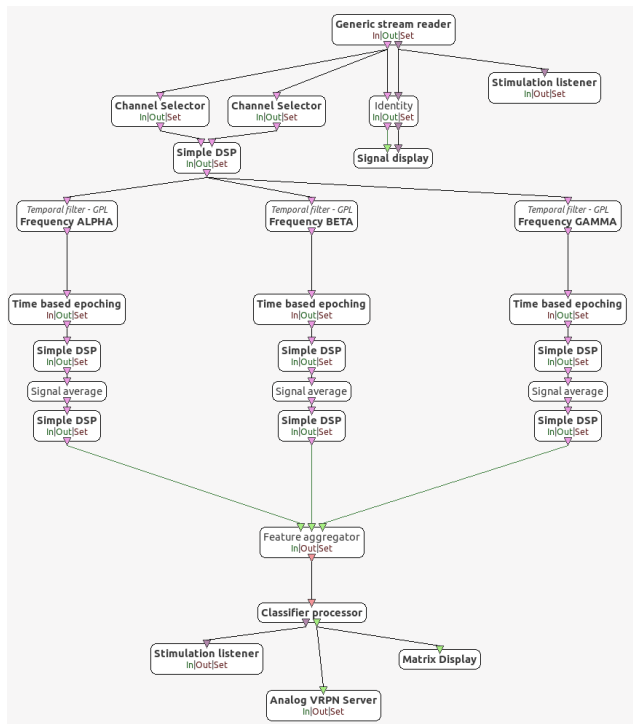 Generic stream reader
In|Out|Set
Stimulation listener
In|Out|Set
Channel Selector
In|Out|Set
Channel Selector
In|Out|Set
Identity
In|Out|Set
Simple DSP
In|Out|Set
Signal display
Temporal filter - GPL
Frequency ALPHA
Temporal filter - GPL
Frequency BETA
Temporal filter - GPL
Frequency GAMMA
Time based epoching
In|Out|Set
Time based epoching
In|Out|Set
Time based epoching
In|Out|Set
Simple DSP
In|Out|Set
Simple DSP
In|Out|Set
Simple DSP
In|Out|Set
Signal average
Signal average
Signal average
Simple DSP
In|Out|Set
Simple DSP
In|Out|Set
Simple DSP
In|Out|Set
Feature aggregator
In|Out|Set
Classifier processor
Stimulation listener
In|Out|Set
Matrix Display
Analog VRPN Server
In|Out|Set